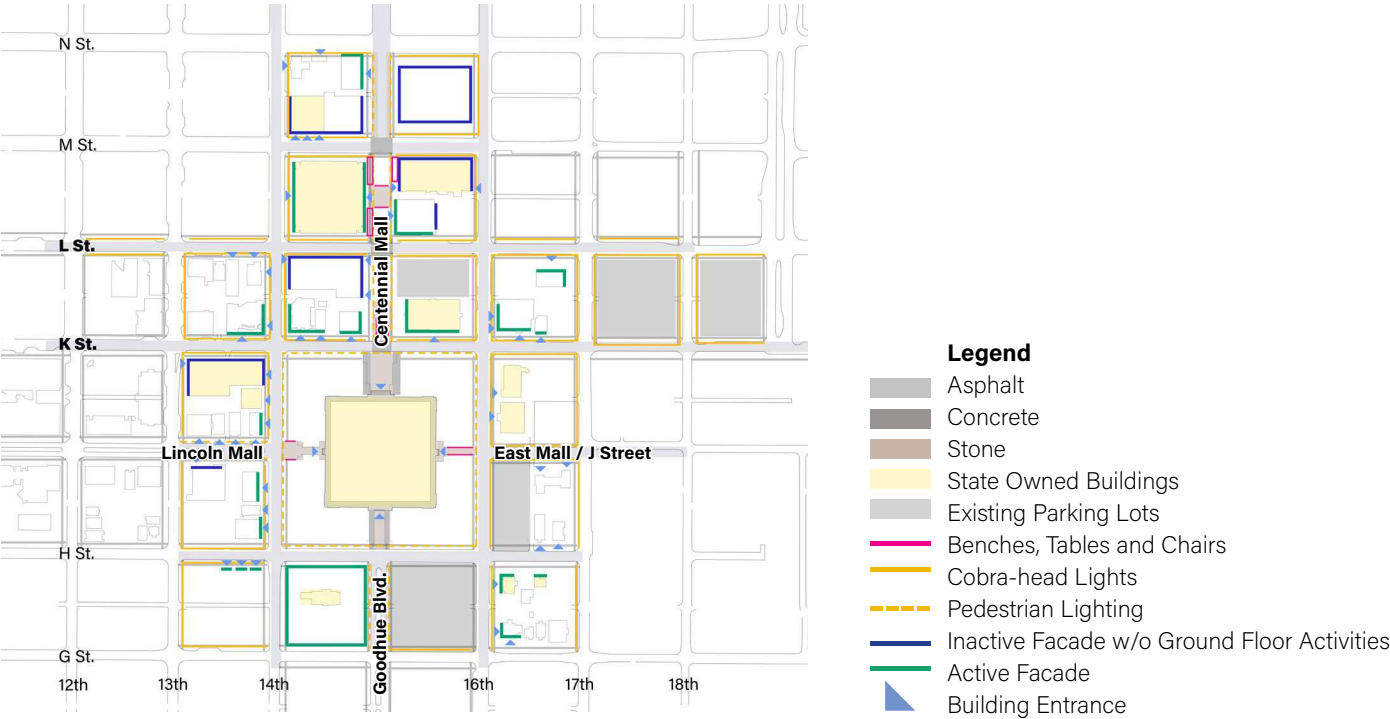 N St.
M St.
L St.
Centennial Mall
K St.
Lincoln Mall
East Mall / J Street
H St.
Goodhue Blvd.
G St.
12th
13th
14th
16th
17th
18th
Legend
Asphalt
Concrete
Stone
State Owned Buildings
Existing Parking Lots
Benches, Tables and Chairs
Cobra-head Lights
Pedestrian Lighting
Inactive Facade w/o Ground Floor Activities
Active Facade
Building Entrance